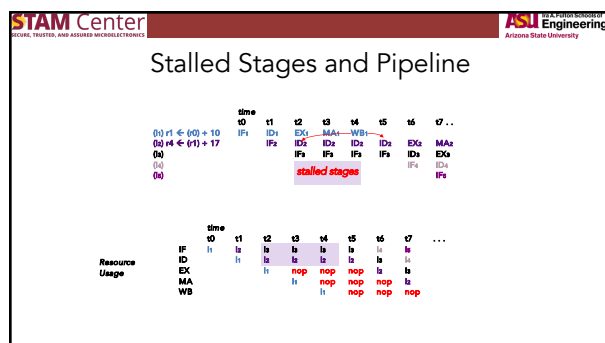 STAM Center
SECURE, TRUSTED, AND ASSURED MICROELECTRONICS
ASU Ira A. Fulton Schools of Engineering
Arizona State University
Stalled Stages and Pipeline
time
t0 t1 t2 t3 t4 t5 t6 t7 . .
(I1) r1 ← (r0) + 10 IF1 ID1 EX1 MA1 WB1
(I2) r4 ← (r1) + 17 IF2 ID2 ID2 ID2 ID2 EX2 MA2
(I3) IF3 IF3 IF3 IF3 ID3 EX3
(I4) stalled stages IF4 ID4
(I5) IF5
time
t0 t1 t2 t3 t4 t5 t6 t7 . . .
IF I1 I2 I3 I3 I3 I3 I4 I5
Resource ID I1 I2 I2 I2 I2 I3 I4
Usage EX I1 nop nop nop I2 I3
MA I1 nop nop nop I2
WB I1 nop nop nop